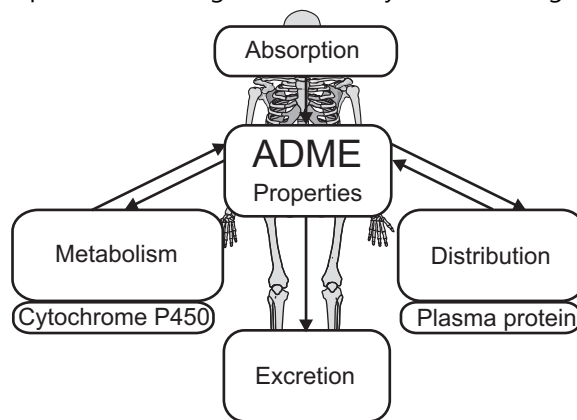 Absorption
ADME
Properties
Metabolism
Distribution
Cytochrome P450
Plasma protein
Excretion